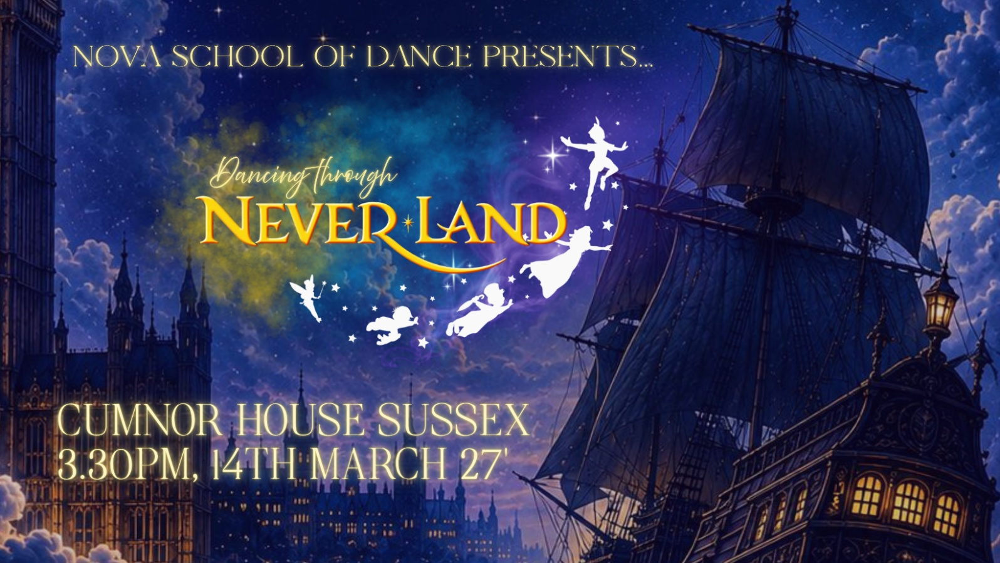 NOVA SCHOOL OF DANCE PRESENTS...
Dancing through
NEVER LAND
CUMNOR HOUSE SUSSEX
3.30PM, 14TH MARCH 27'